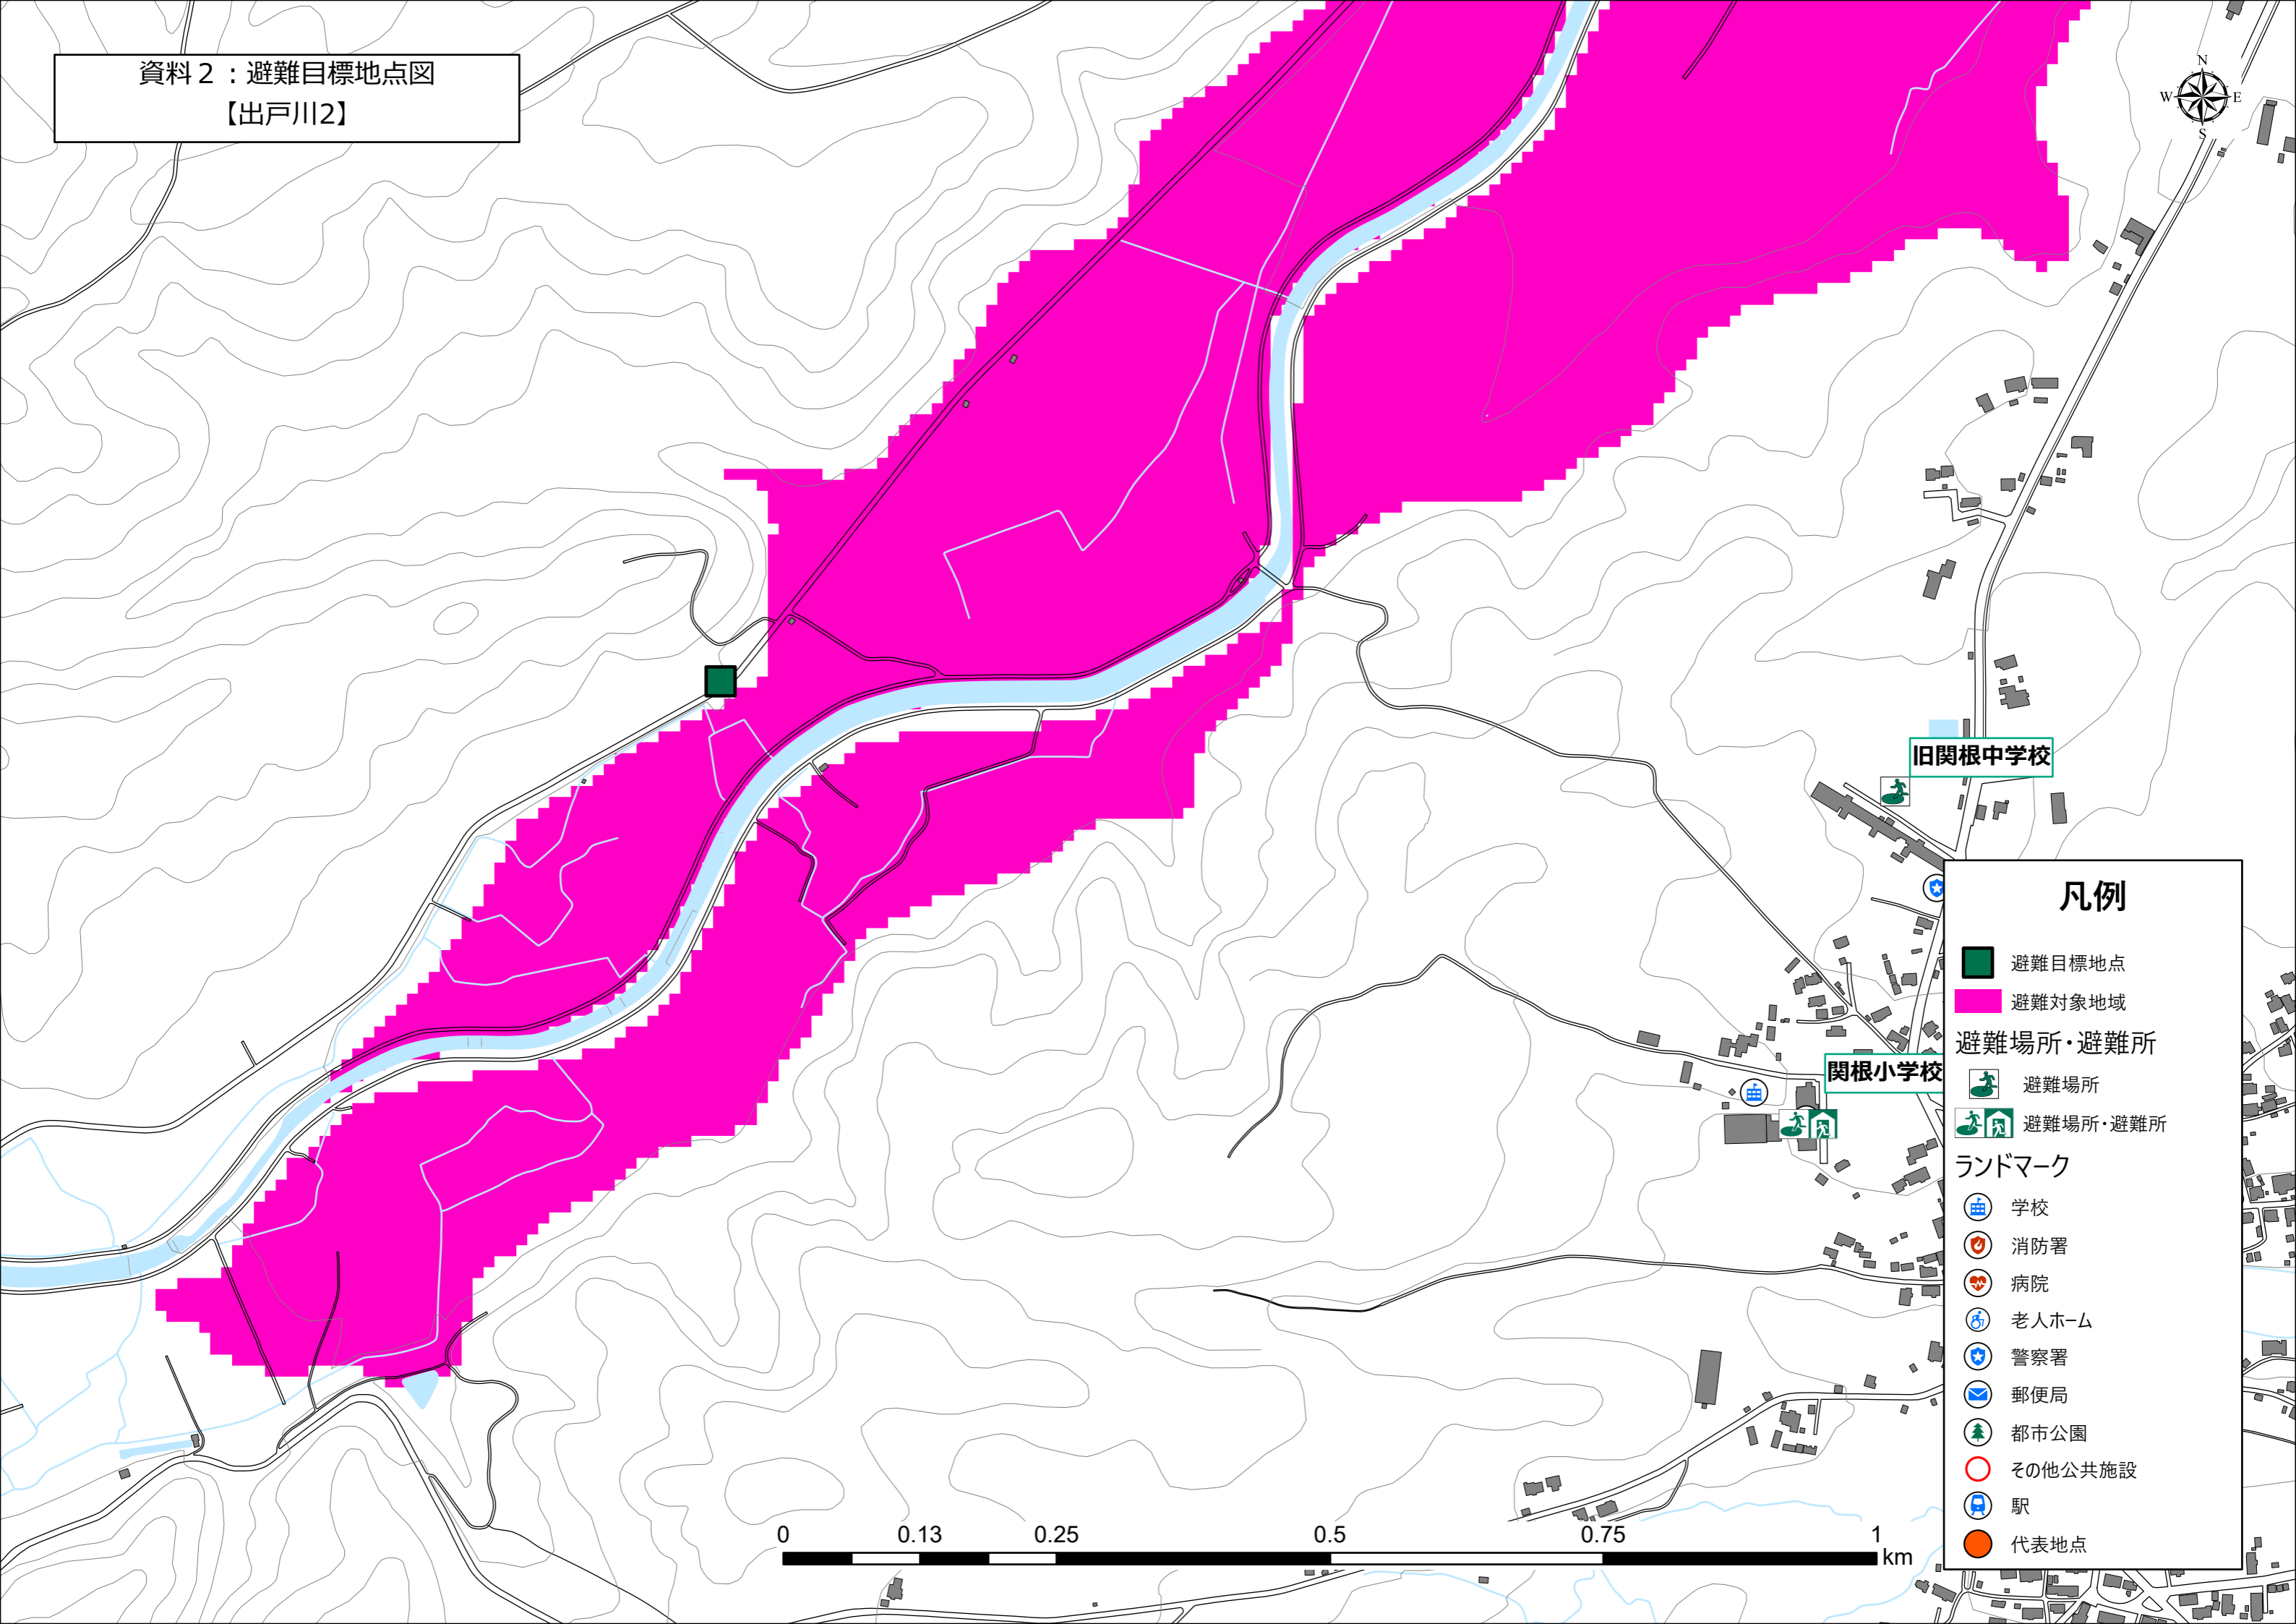 資料２：避難目標地点図
【出戸川2】
N
W
E
S
旧関根中学校
関根小学校
凡例
避難目標地点
避難対象地域
避難場所・避難所
避難場所
避難場所・避難所
ランドマーク
学校
消防署
病院
老人ホーム
警察署
郵便局
都市公園
その他公共施設
駅
代表地点
0 0.13 0.25 0.5 0.75 1
km